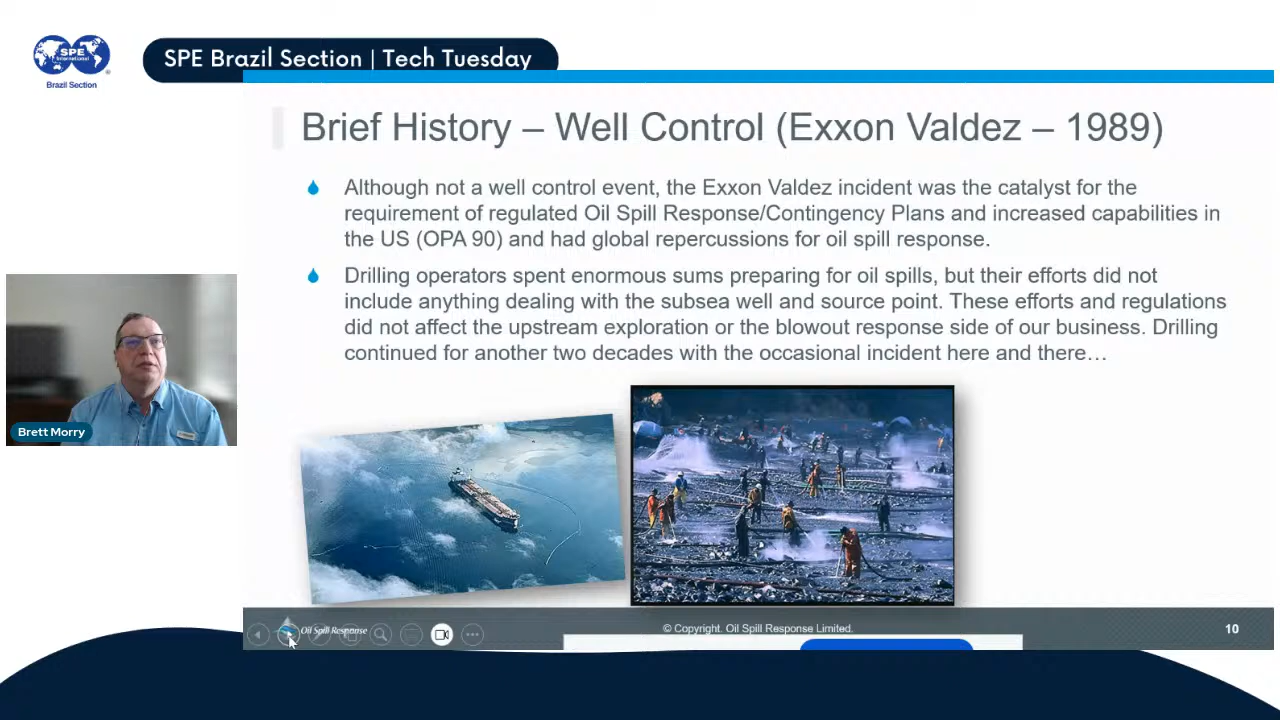 SPE
International
Brazil Section
SPE Brazil Section | Tech Tuesday
Brief History – Well Control (Exxon Valdez – 1989)
Although not a well control event, the Exxon Valdez incident was the catalyst for the
requirement of regulated Oil Spill Response/Contingency Plans and increased capabilities in
the US (OPA 90) and had global repercussions for oil spill response.
Drilling operators spent enormous sums preparing for oil spills, but their efforts did not
include anything dealing with the subsea well and source point. These efforts and regulations
did not affect the upstream exploration or the blowout response side of our business. Drilling
continued for another two decades with the occasional incident here and there…
Brett Morry
Oil Spill Response
© Copyright. Oil Spill Response Limited.
10